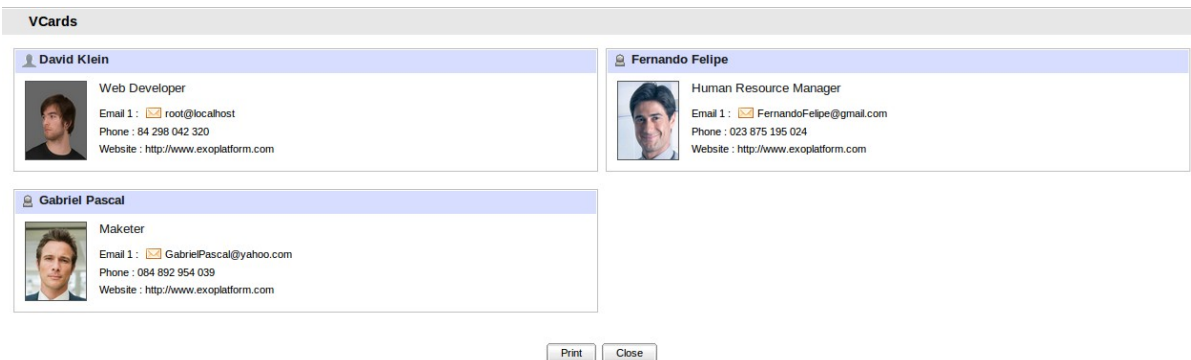 VCards
David Klein
Web Developer
Email 1 : root@localhost
Phone : 84 298 042 320
Website : http://www.exoplatform.com
Fernando Felipe
Human Resource Manager
Email 1 : FernandoFelipe@gmail.com
Phone : 023 875 195 024
Website : http://www.exoplatform.com
Gabriel Pascal
Maketer
Email 1 : GabrielPascal@yahoo.com
Phone : 084 892 954 039
Website : http://www.exoplatform.com
Print Close